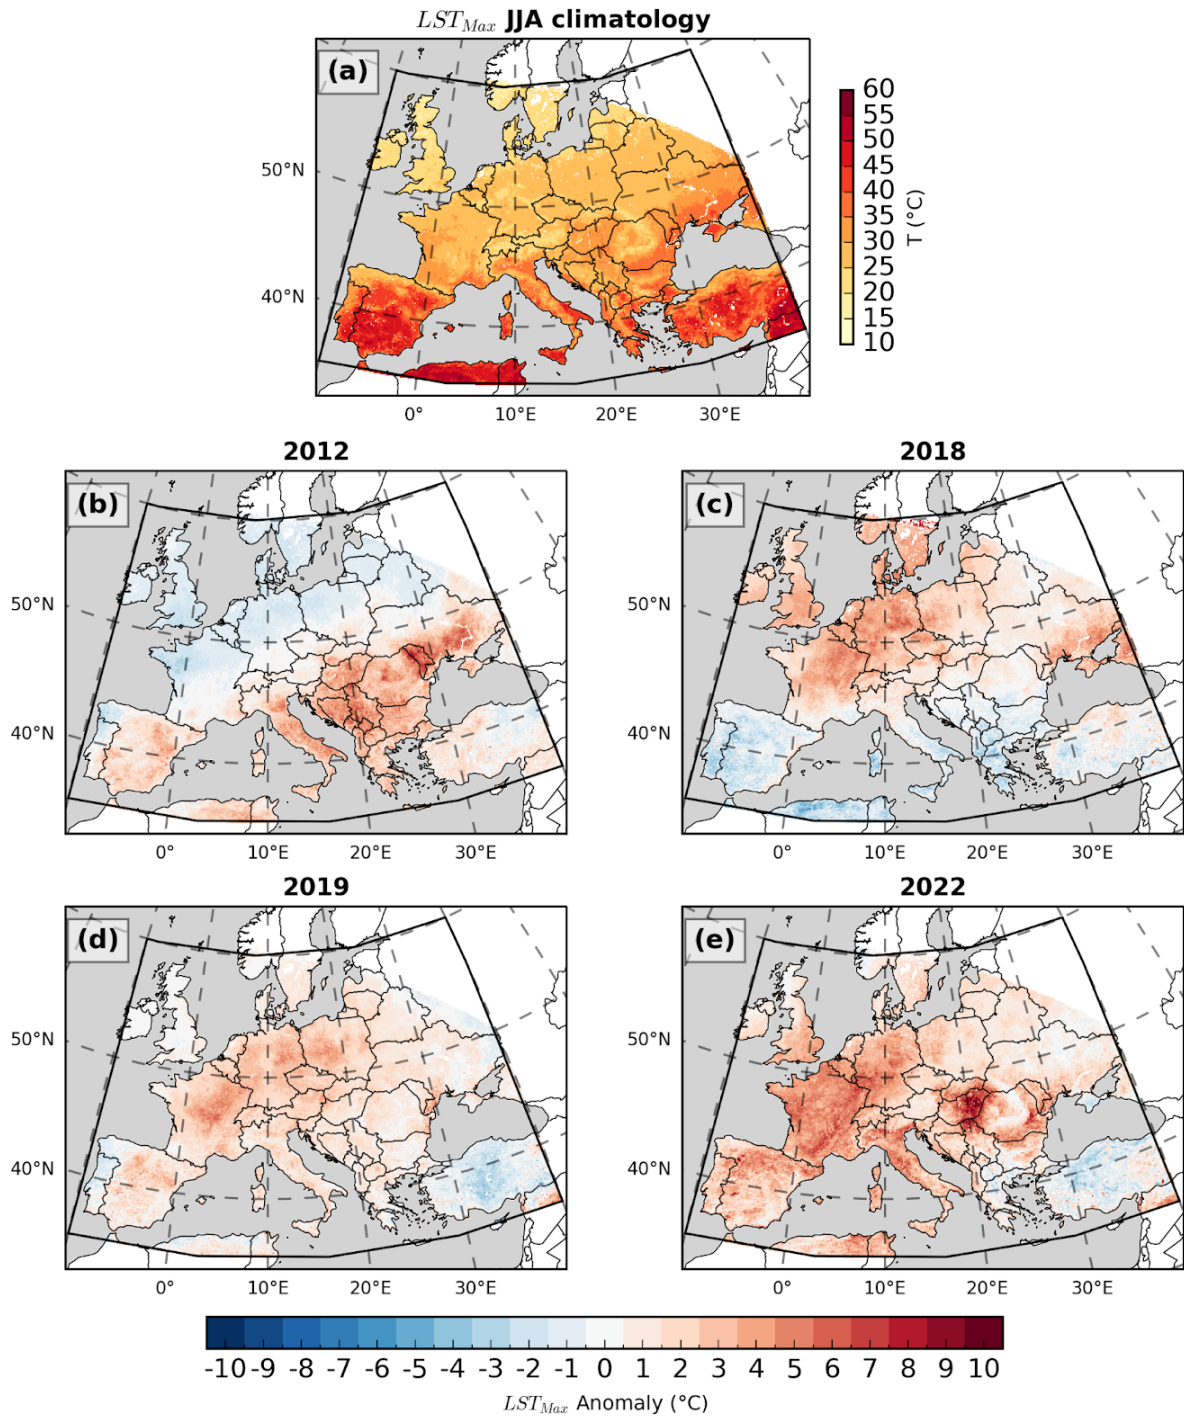 LST_Max JJA climatology
(a)
60
55
50
45
40
35
30
25
20
15
10
T (°C)
50°N
40°N
0° 10°E 20°E 30°E
2012 2018
(b) (c)
50°N 50°N
40°N 40°N
0° 10°E 20°E 30°E 0° 10°E 20°E 30°E
2019 2022
(d) (e)
50°N 50°N
40°N 40°N
0° 10°E 20°E 30°E 0° 10°E 20°E 30°E
-10 -9 -8 -7 -6 -5 -4 -3 -2 -1 0 1 2 3 4 5 6 7 8 9 10
LST_Max Anomaly (°C)